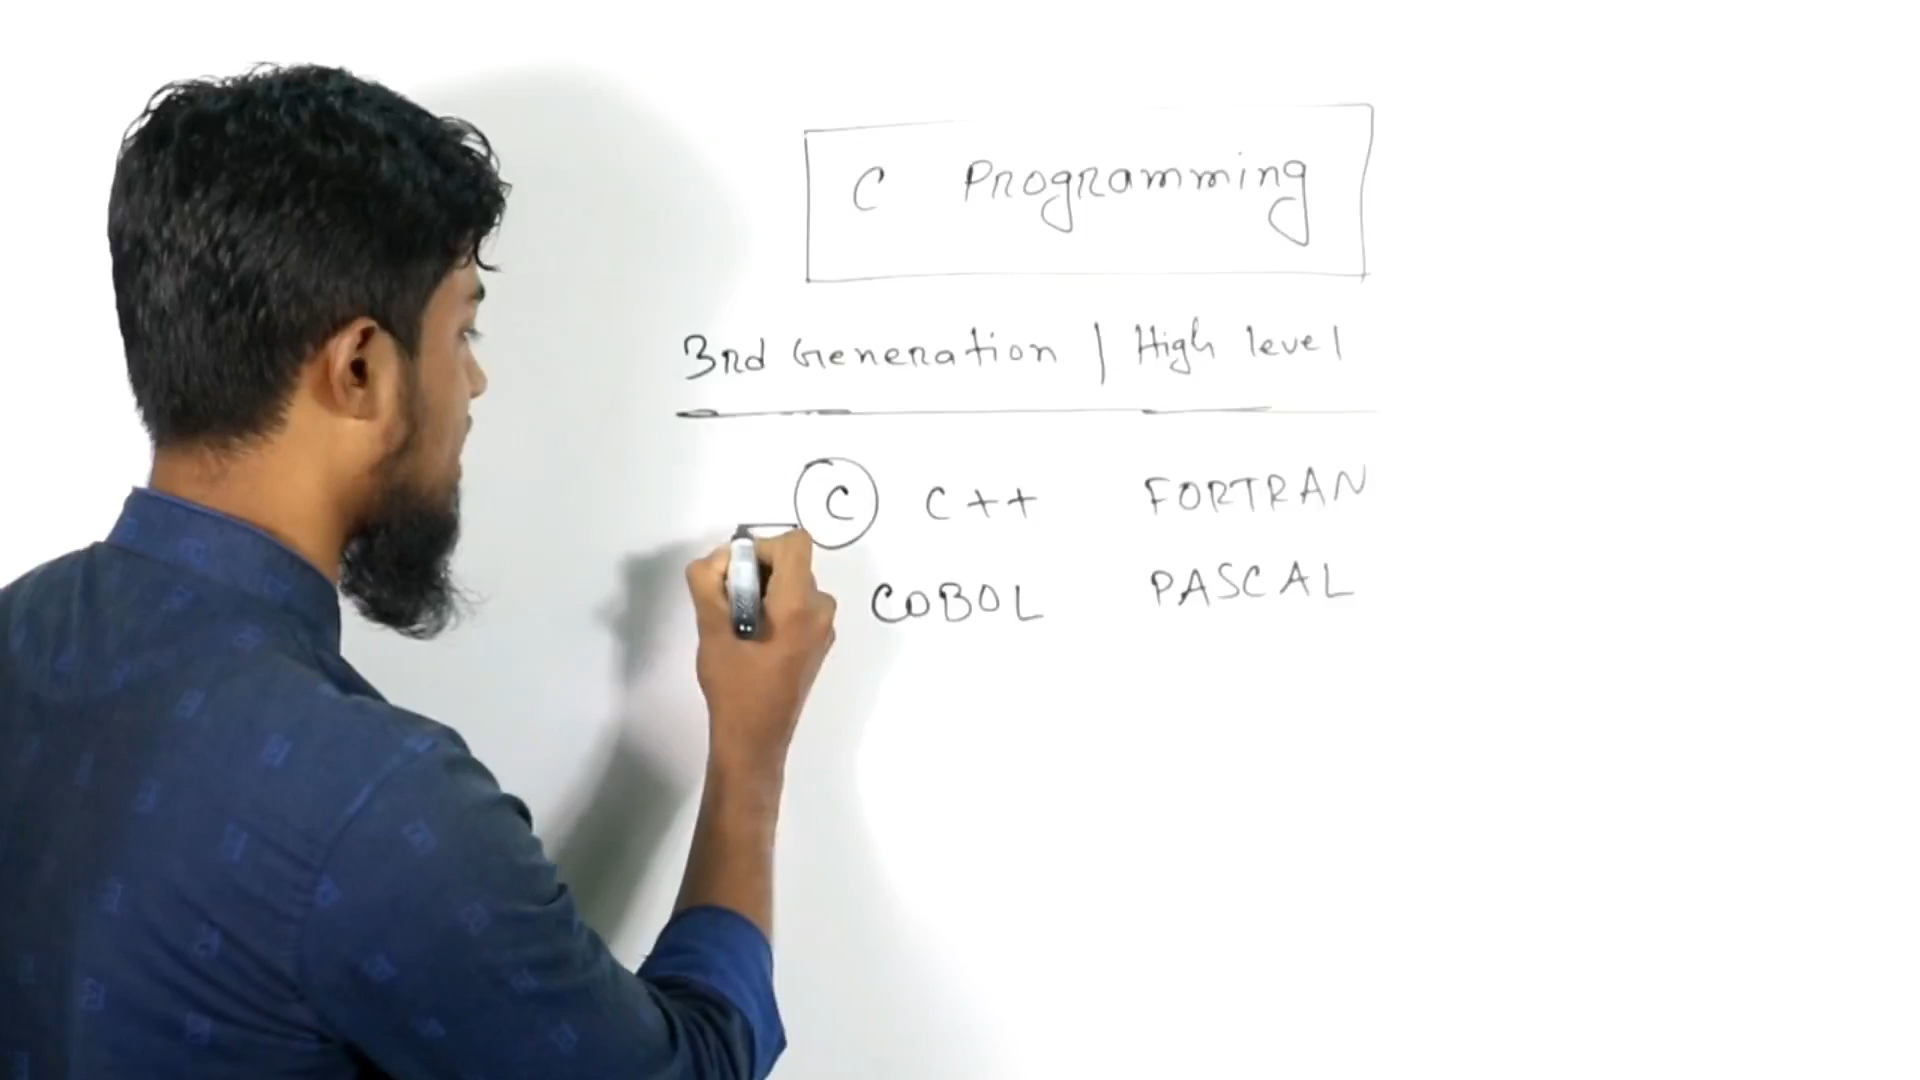 C Programming
3rd Generation | High level
C C++ FORTRAN
COBOL PASCAL